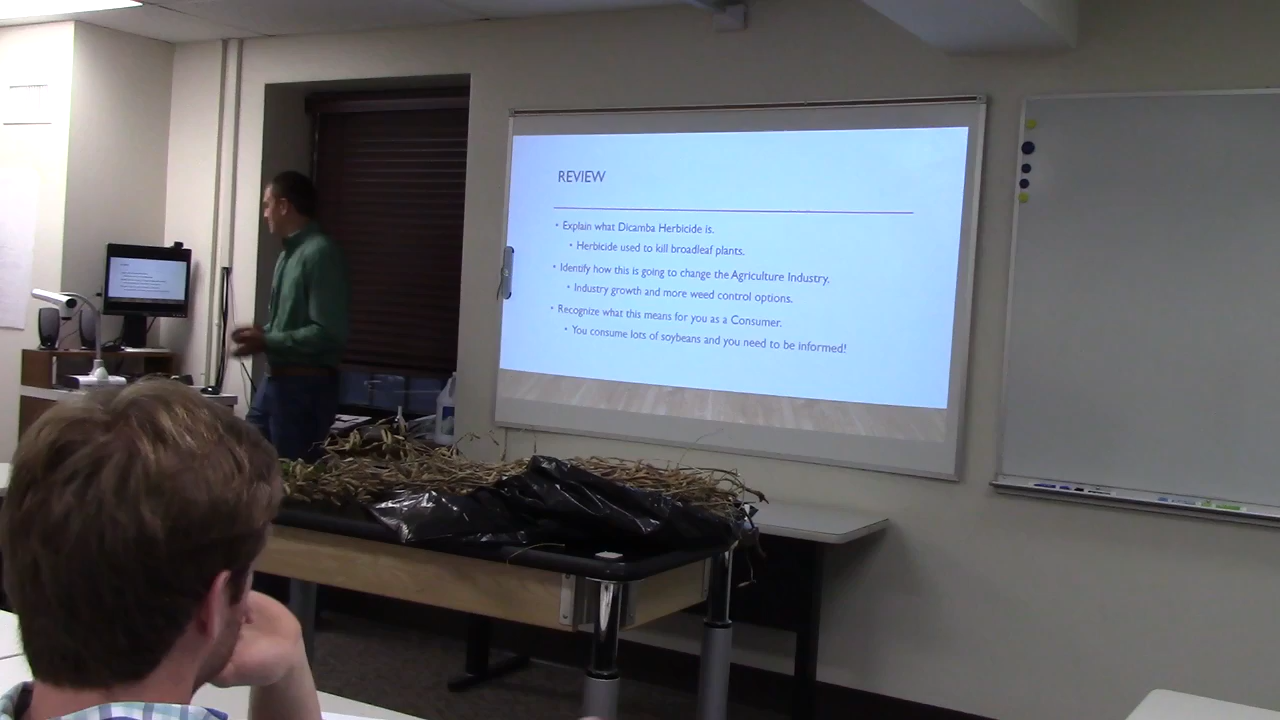 REVIEW
• Explain what Dicamba Herbicide is.
• Herbicide used to kill broadleaf plants.
• Identify how this is going to change the Agriculture Industry.
• Industry growth and more weed control options.
• Recognize what this means for you as a Consumer.
• You consume lots of soybeans and you need to be informed!